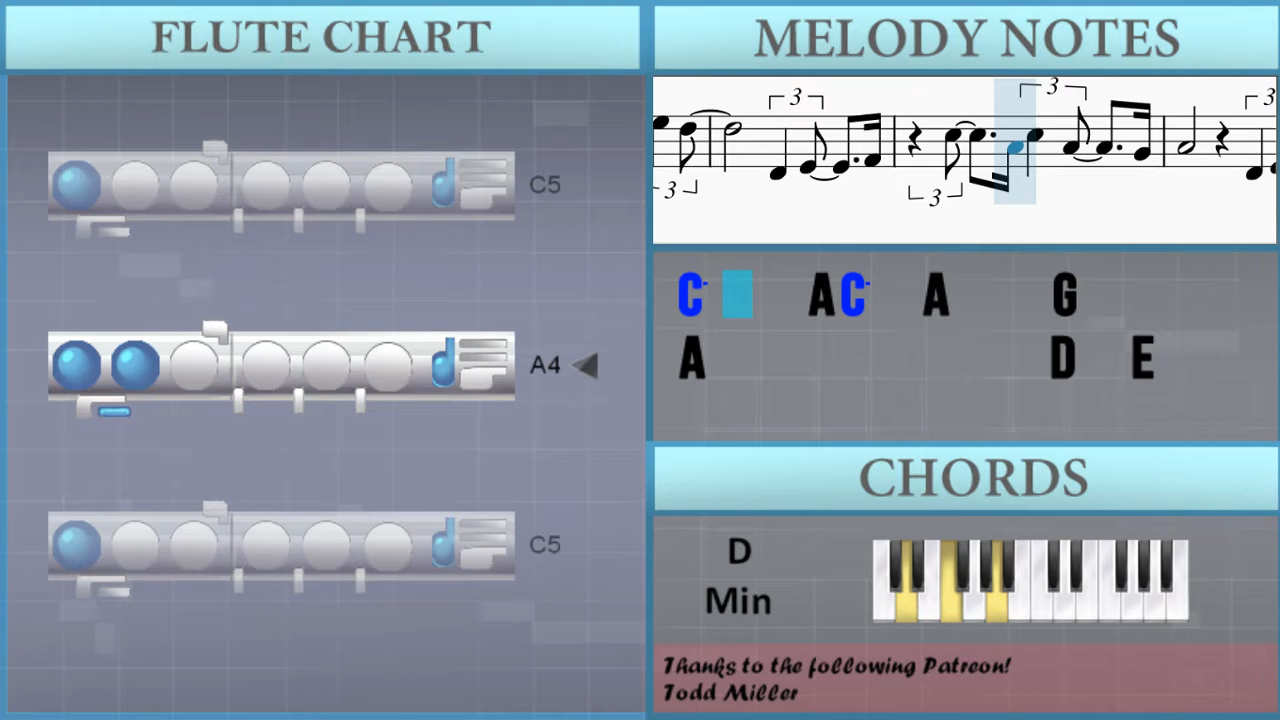 FLUTE CHART
C5
A4
C5
MELODY NOTES
3
3
3
3
3
C A C A G
A D E
CHORDS
D
Min
Thanks to the following Patreon!
Todd Miller